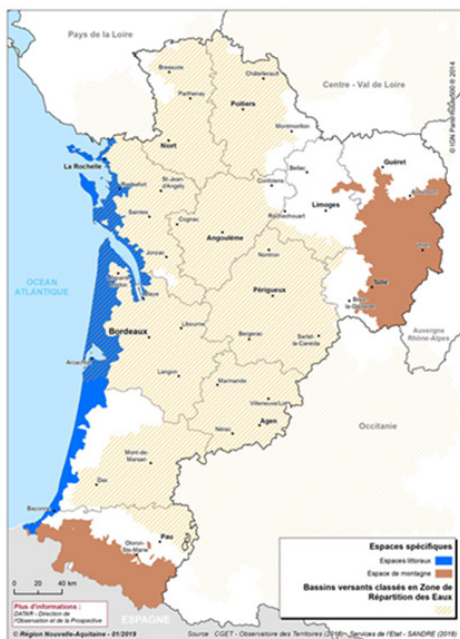 Pays de la Loire
Bressuire
Châtellerault
Parthenay
Poitiers
Centre - Val de Loire
Montmorillon
Niort
La Rochelle
Guéret
Bellac
Rochefort
St-Jean
d'Angely
Confolens
Aubusson
Limoges
Saintes
Cognac
Rochechouart
Angoulême
Ussel
Jonzac
Nontron
OCEAN
ATLANTIQUE
Tulle
Périgueux
Brive-
la-Gaillarde
Blaye
Libourne
Bordeaux
Bergerac
Sarlat-
la-Canéda
Auvergne
Rhône-Alpes
Arcachon
Langon
Marmande
Villeneuve/Lot
Agen
Occitanie
Nérac
Mont-de-
Marsan
Dax
Bayonne
Pau
Oloron-
Ste-Marie
ESPAGNE
0 20 40 km
Espaces spécifiques
Espaces littoraux
Espace de montagne
Bassins versants classés en Zone de
Répartition des Eaux
Plus d'informations :
DATAR - Direction de
l'Observation et de la Prospective
© Région Nouvelle-Aquitaine - 01/2019
Source : CGET - Observatoire des Territoires (2018), Services de l'Etat - SANDRE (2018)